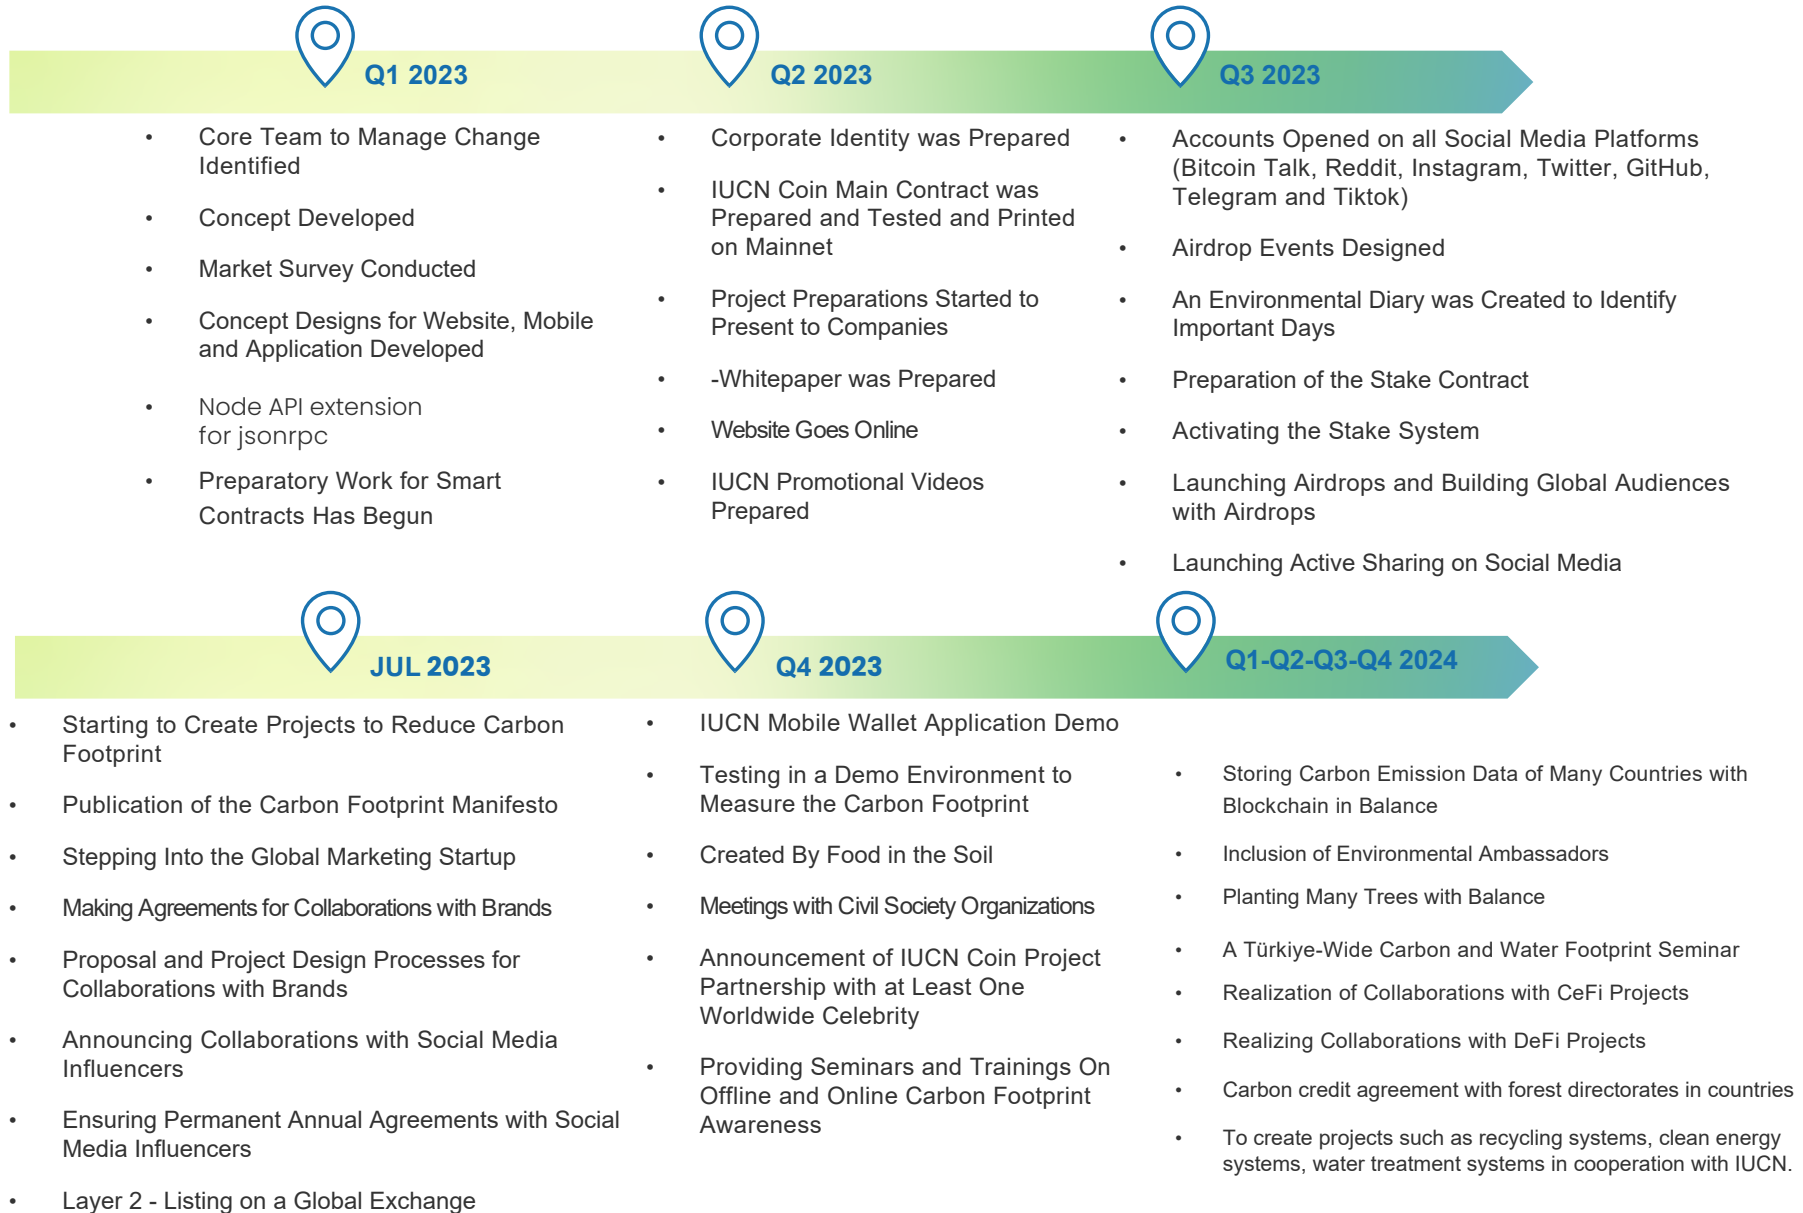 Q1 2023
• Core Team to Manage Change
Identified
• Concept Developed
• Market Survey Conducted
• Concept Designs for Website, Mobile
and Application Developed
• Node API extension
for jsonrpc
• Preparatory Work for Smart
Contracts Has Begun
Q2 2023
• Corporate Identity was Prepared
• IUCN Coin Main Contract was
Prepared and Tested and Printed
on Mainnet
• Project Preparations Started to
Present to Companies
• -Whitepaper was Prepared
• Website Goes Online
• IUCN Promotional Videos
Prepared
Q3 2023
• Accounts Opened on all Social Media Platforms
(Bitcoin Talk, Reddit, Instagram, Twitter, GitHub,
Telegram and Tiktok)
• Airdrop Events Designed
• An Environmental Diary was Created to Identify
Important Days
• Preparation of the Stake Contract
• Activating the Stake System
• Launching Airdrops and Building Global Audiences
with Airdrops
• Launching Active Sharing on Social Media
JUL 2023
• Starting to Create Projects to Reduce Carbon
Footprint
• Publication of the Carbon Footprint Manifesto
• Stepping Into the Global Marketing Startup
• Making Agreements for Collaborations with Brands
• Proposal and Project Design Processes for
Collaborations with Brands
• Announcing Collaborations with Social Media
Influencers
• Ensuring Permanent Annual Agreements with Social
Media Influencers
• Layer 2 - Listing on a Global Exchange
Q4 2023
• IUCN Mobile Wallet Application Demo
• Testing in a Demo Environment to
Measure the Carbon Footprint
• Created By Food in the Soil
• Meetings with Civil Society Organizations
• Announcement of IUCN Coin Project
Partnership with at Least One
Worldwide Celebrity
• Providing Seminars and Trainings On
Offline and Online Carbon Footprint
Awareness
Q1-Q2-Q3-Q4 2024
• Storing Carbon Emission Data of Many Countries with
Blockchain in Balance
• Inclusion of Environmental Ambassadors
• Planting Many Trees with Balance
• A Türkiye-Wide Carbon and Water Footprint Seminar
• Realization of Collaborations with CeFi Projects
• Realizing Collaborations with DeFi Projects
• Carbon credit agreement with forest directorates in countries
• To create projects such as recycling systems, clean energy
systems, water treatment systems in cooperation with IUCN.